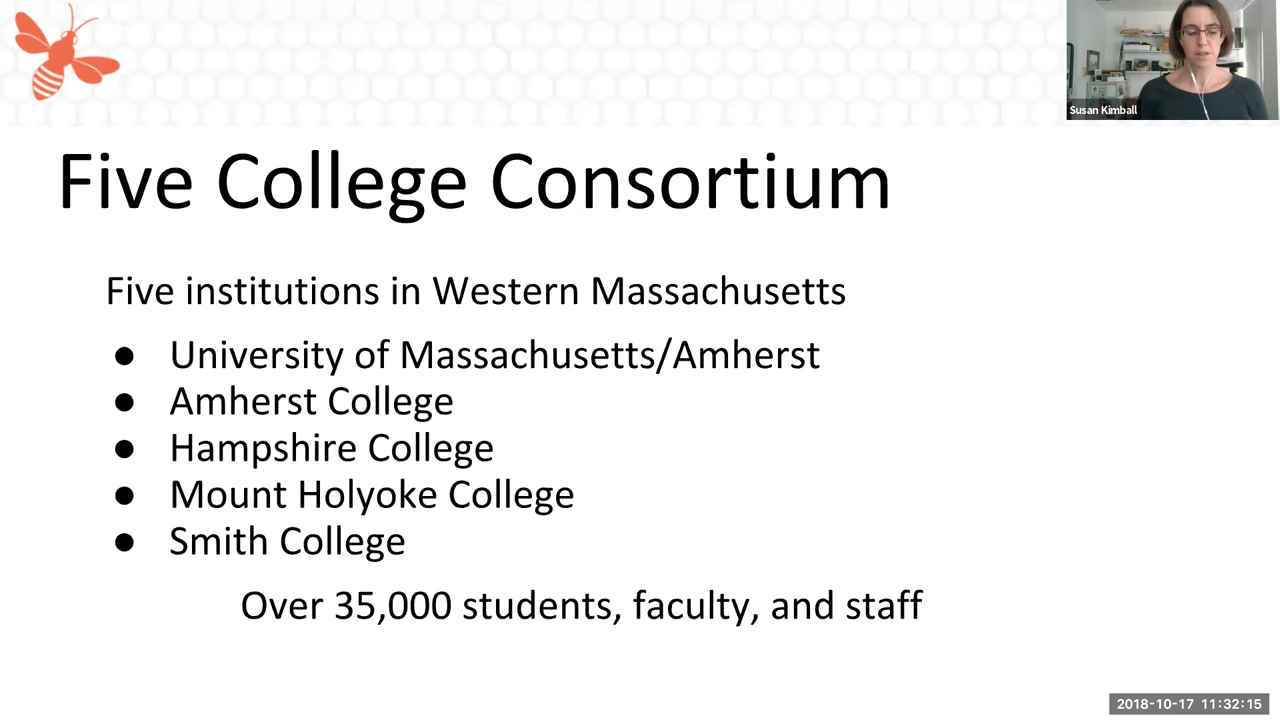 Susan Kimball
Five College Consortium
Five institutions in Western Massachusetts
● University of Massachusetts/Amherst
● Amherst College
● Hampshire College
● Mount Holyoke College
● Smith College
Over 35,000 students, faculty, and staff
2018-10-17 11:32:15